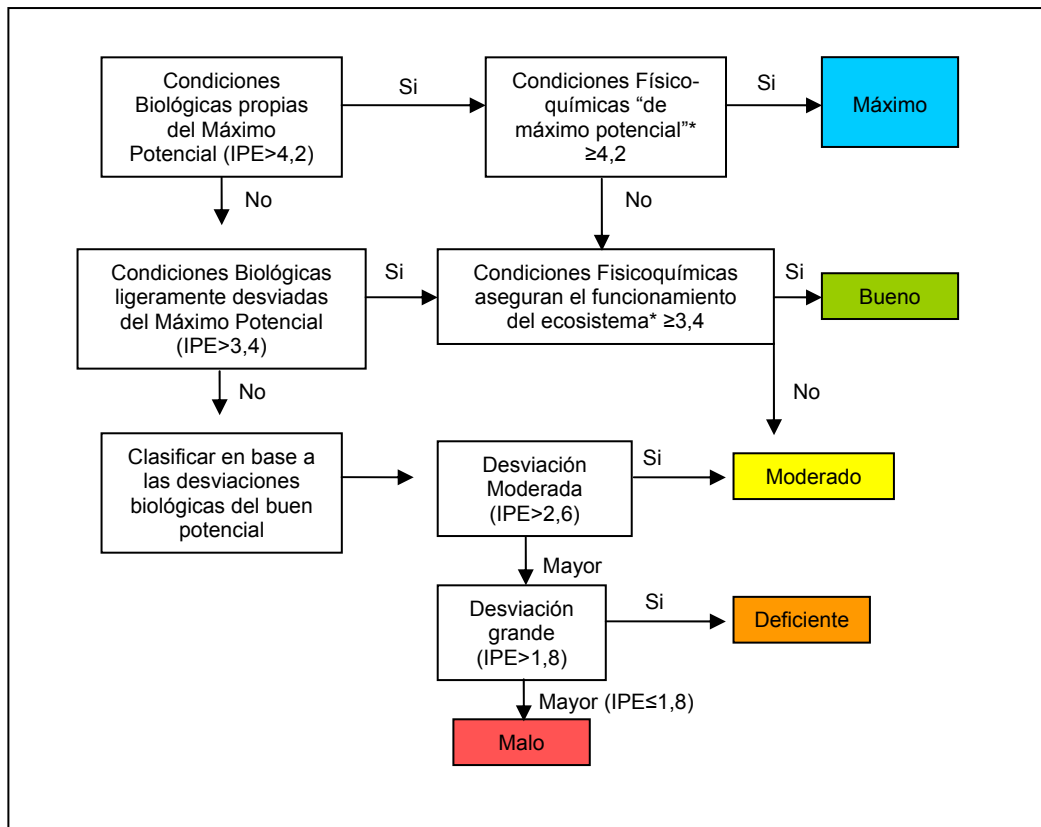 Condiciones
Biológicas propias
del Máximo
Potencial (IPE>4,2)
Si
Condiciones Físico-
químicas “de
máximo potencial”*
≥4,2
Si
Máximo
No
No
Condiciones Biológicas
ligeramente desviadas
del Máximo Potencial
(IPE>3,4)
Si
Condiciones Fisicoquímicas
aseguran el funcionamiento
del ecosistema* ≥3,4
Si
Bueno
No
No
Clasificar en base a
las desviaciones
biológicas del buen
potencial
Desviación
Moderada
(IPE>2,6)
Si
Moderado
Mayor
Desviación
grande
(IPE>1,8)
Si
Deficiente
Mayor (IPE≤1,8)
Malo